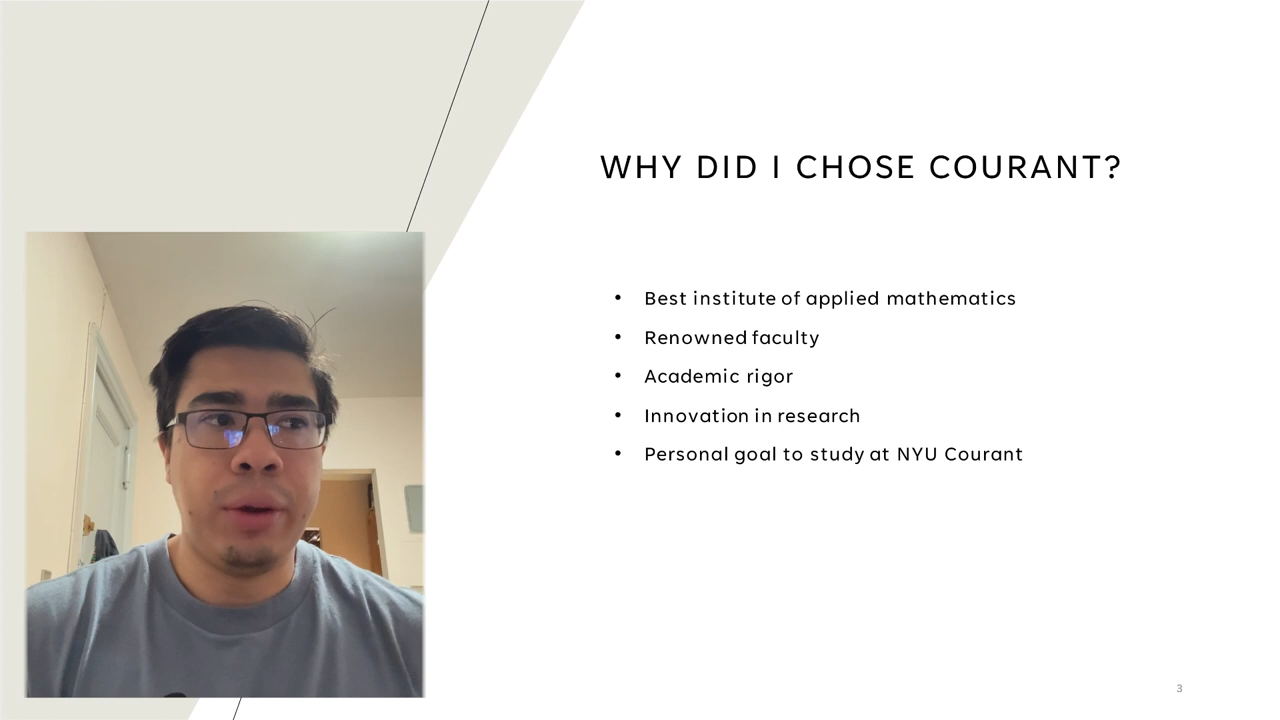 WHY DID I CHOSE COURANT?
• Best institute of applied mathematics
• Renowned faculty
• Academic rigor
• Innovation in research
• Personal goal to study at NYU Courant
3